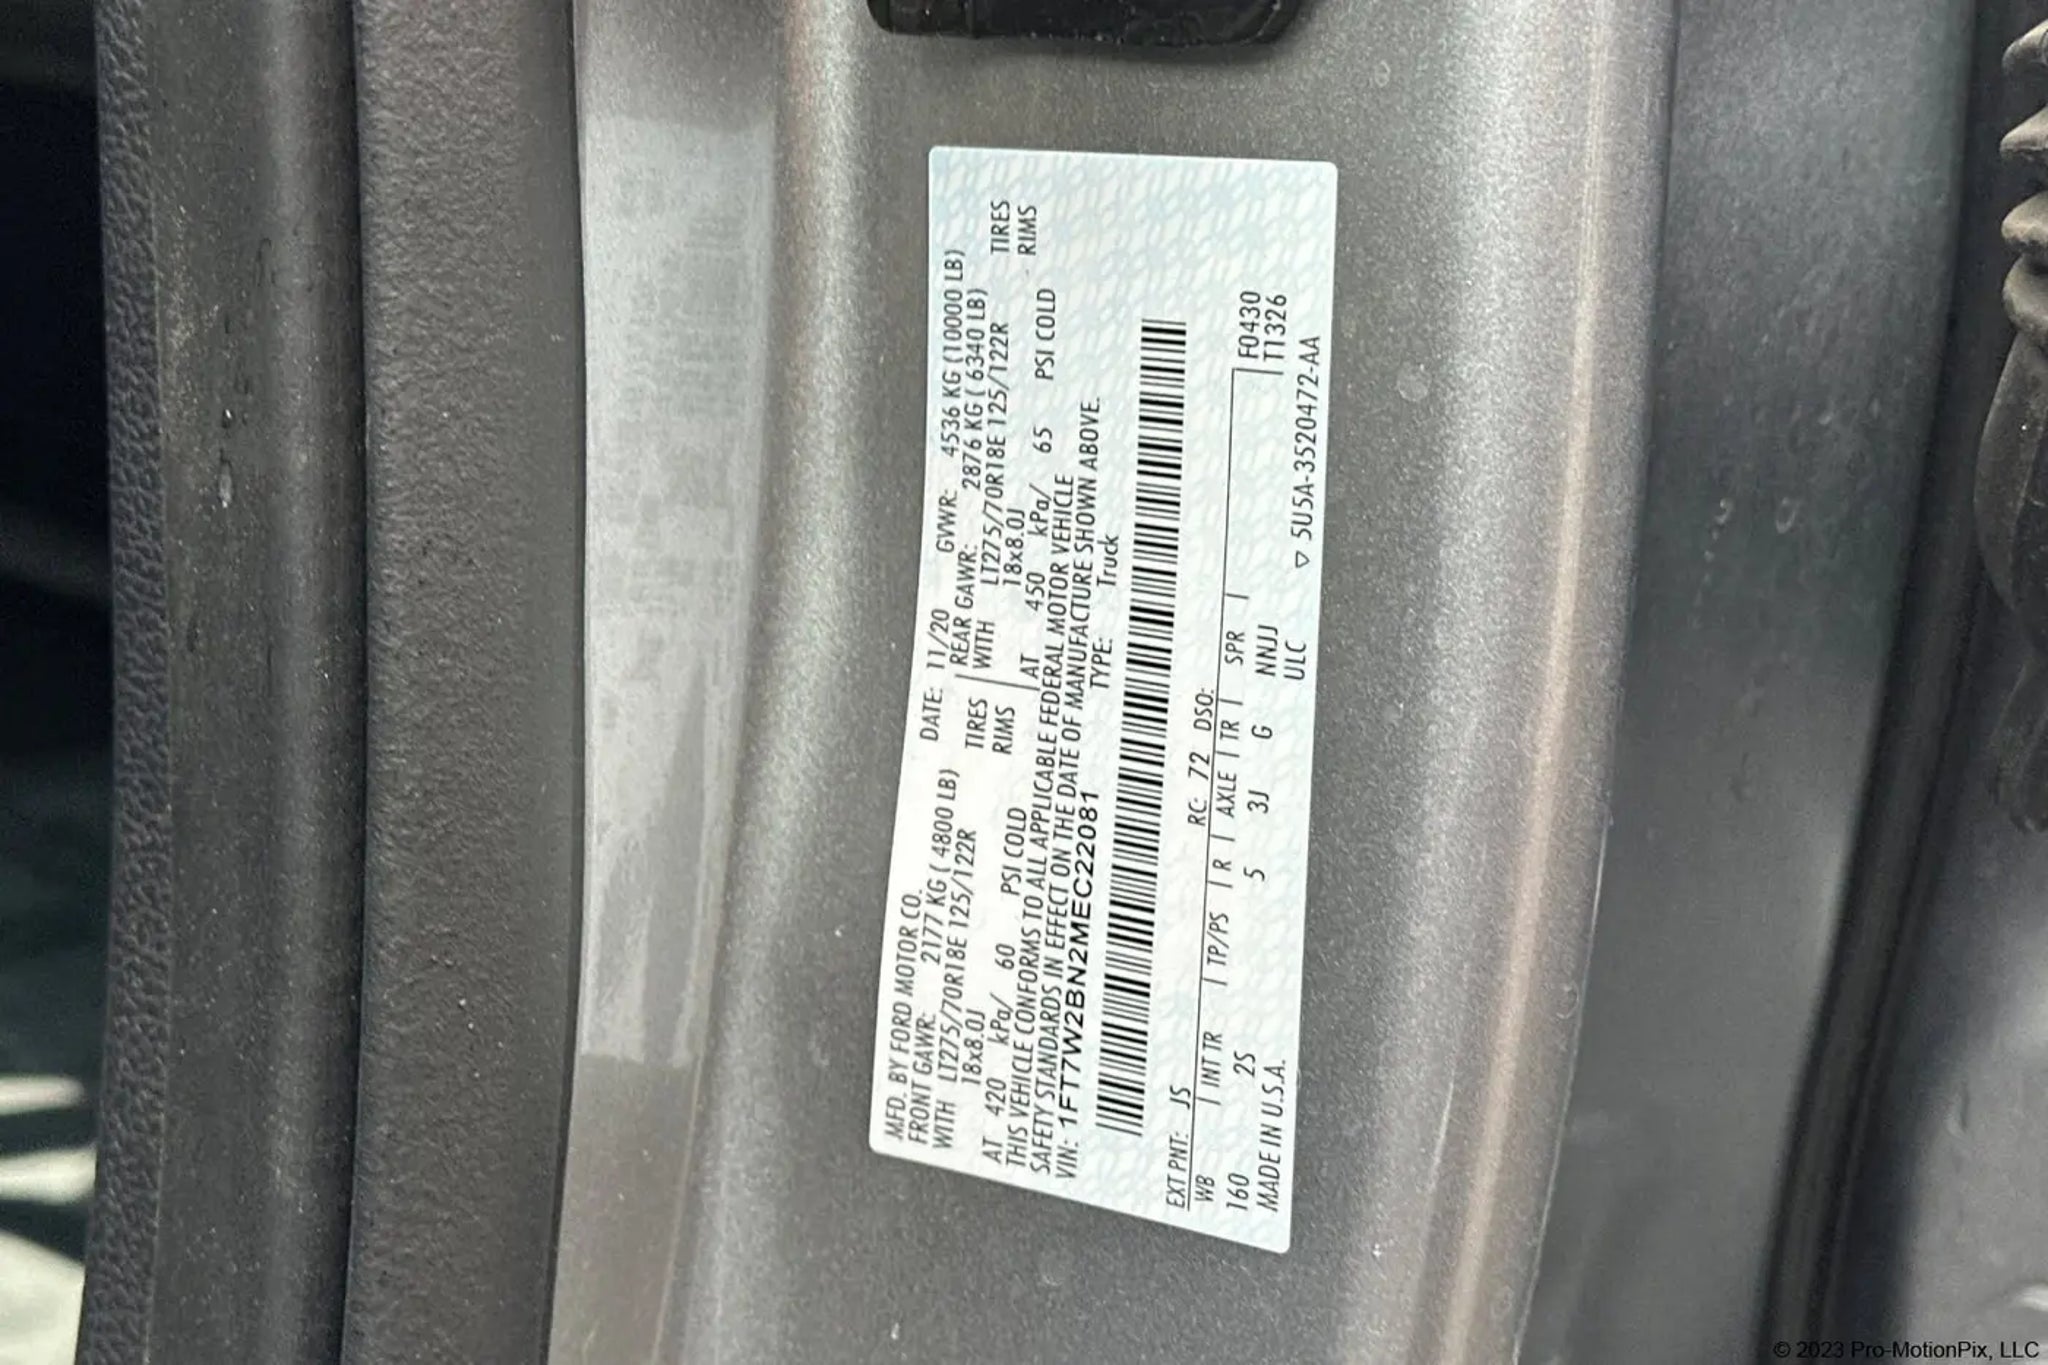 MFD. BY FORD MOTOR CO.
DATE: 11/20 GVWR: 4536 KG (10000 LB)
FRONT GAWR: 2177 KG ( 4800 LB) REAR GAWR: 2876 KG ( 6340 LB)
WITH LT275/70R18E 125/122R TIRES WITH LT275/70R18E 125/122R TIRES
18x8.0J RIMS 18x8.0J RIMS
AT 420 kPa/ 60 PSI COLD AT 450 kPa/ 65 PSI COLD
THIS VEHICLE CONFORMS TO ALL APPLICABLE FEDERAL MOTOR VEHICLE
SAFETY STANDARDS IN EFFECT ON THE DATE OF MANUFACTURE SHOWN ABOVE.
VIN: 1FT7W2BN2MEC22081 TYPE: Truck
EXT PNT: JS RC: 72 DSO: F0430
WB | INT TR | TP/PS | R | AXLE | TR | SPR | T1326
160 2S 5 3J G NNJJ
MADE IN U.S.A. ULC ▽ 5U5A-3520472-AA
© 2023 Pro-MotionPix, LLC